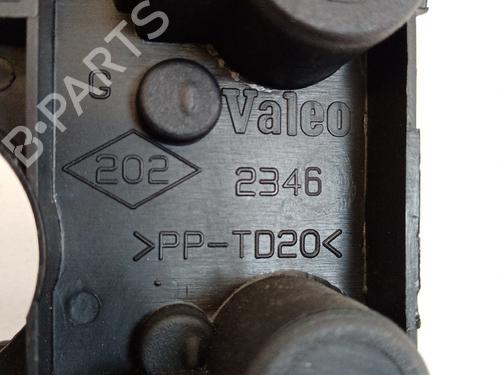 G
Valeo
202
2346
>PP-TD20<
B-PARTS